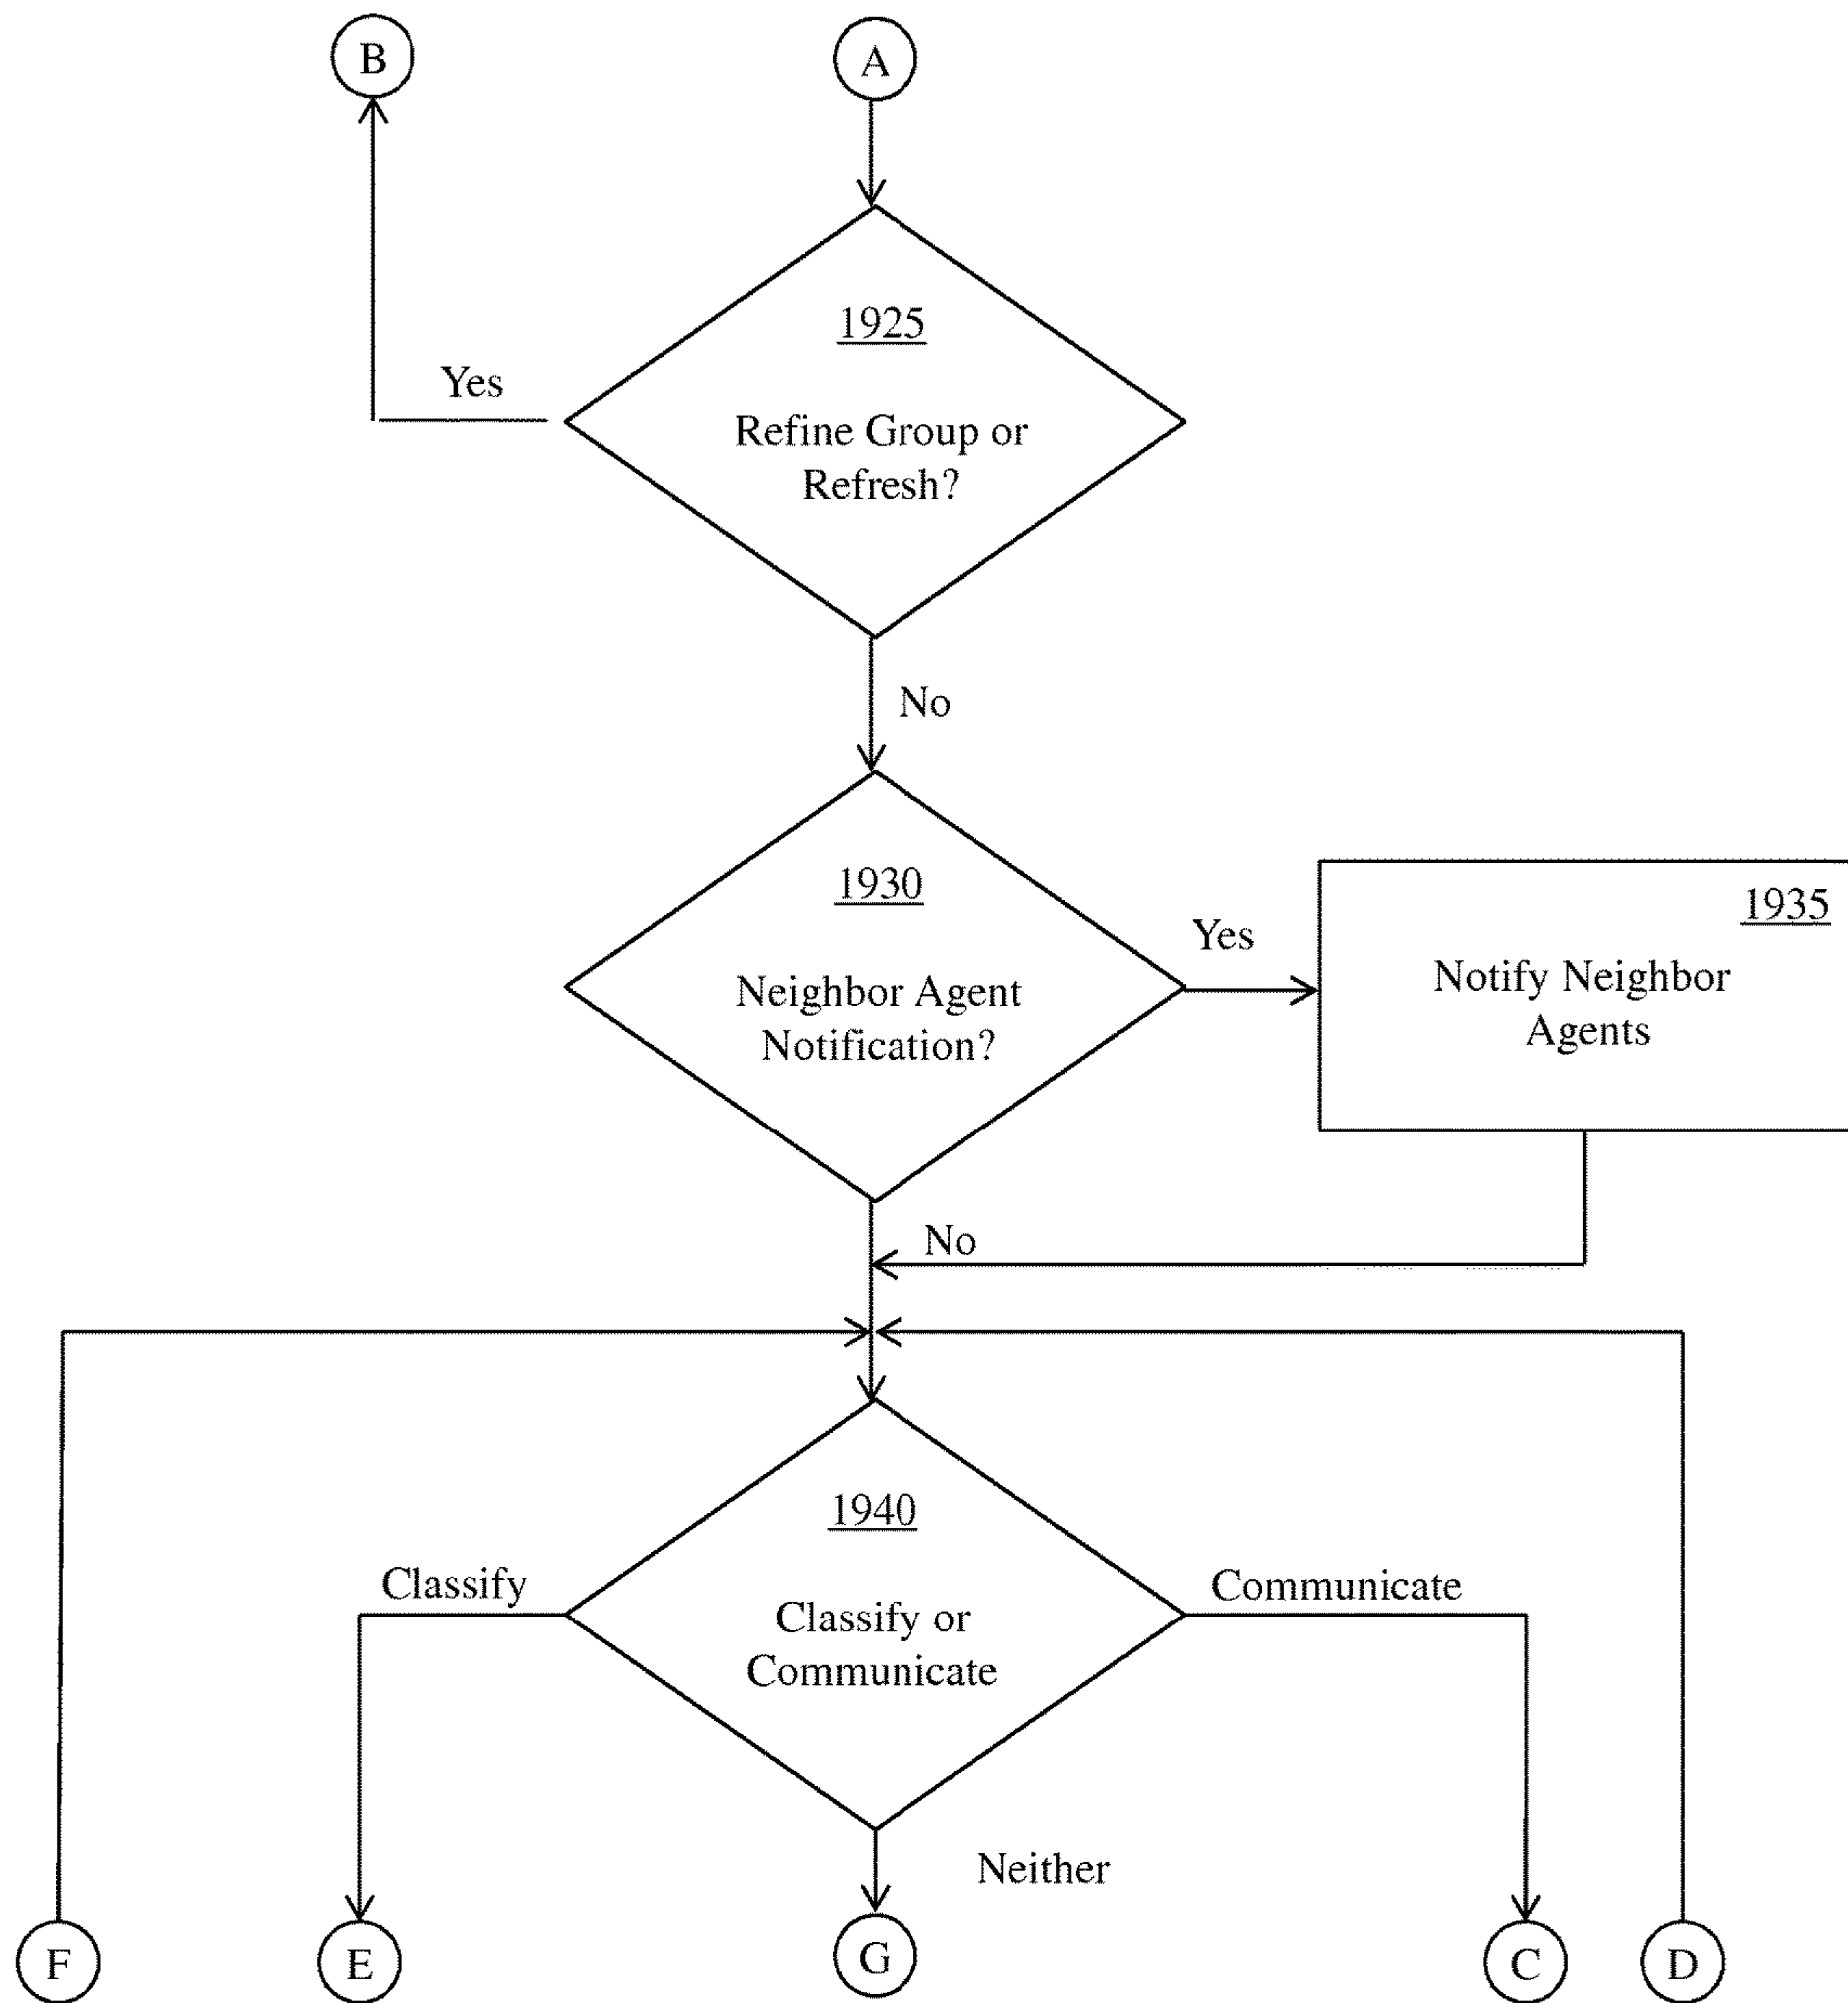 B
A
1925
Yes
Refine Group or
Refresh?
No
1930
1935
Yes
Notify Neighbor
Agents
Neighbor Agent
Notification?
No
1940
Classify
Communicate
Classify or
Communicate
Neither
F
E
G
C
D